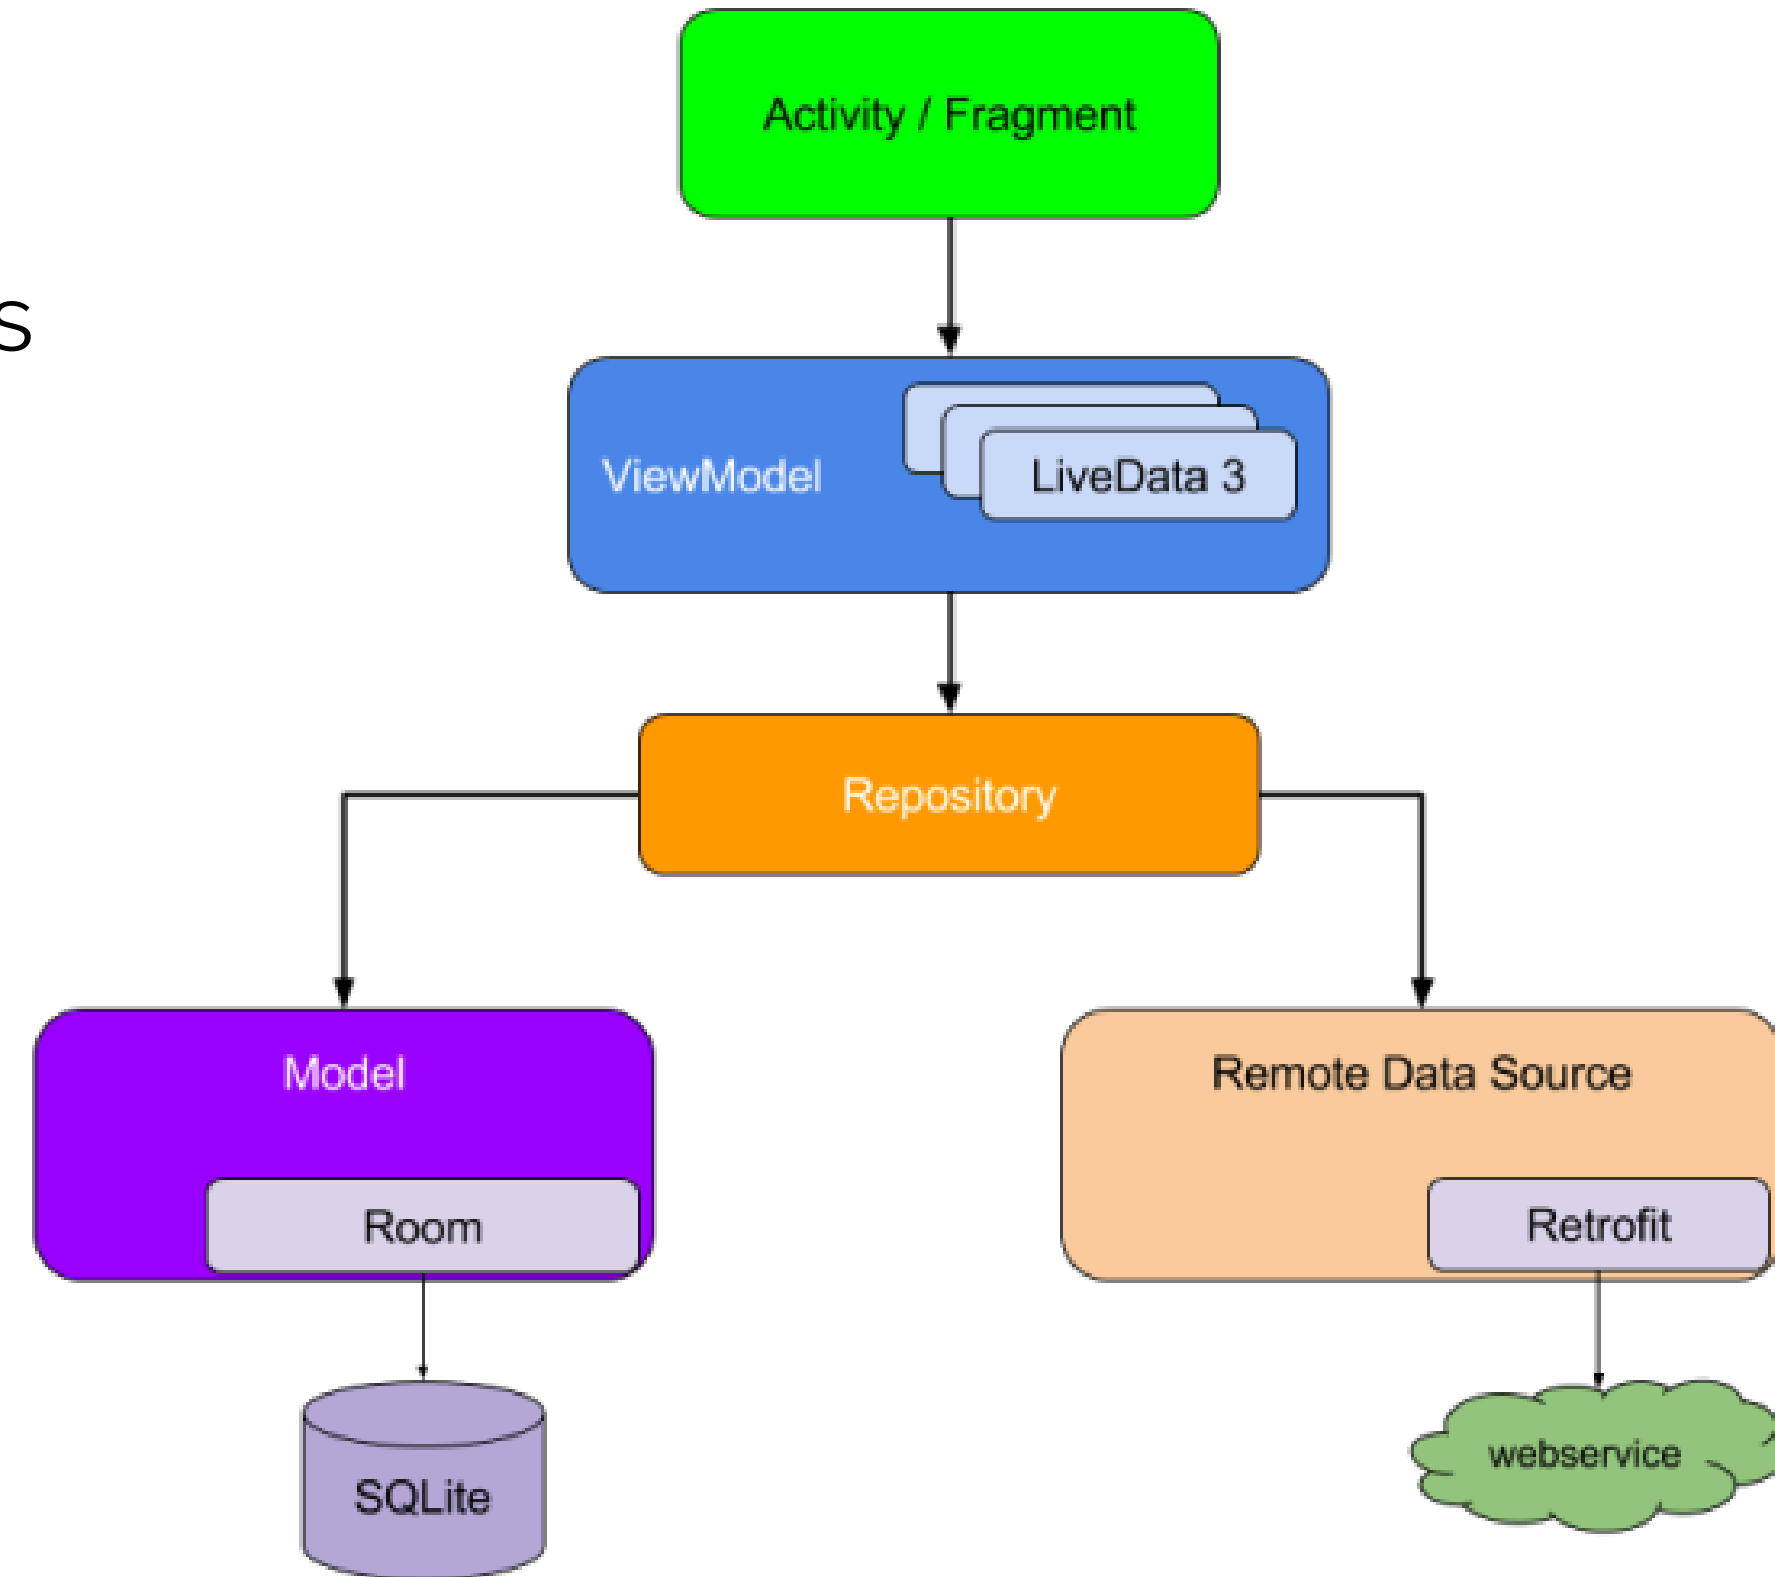 Activity / Fragment
s
ViewModel
LiveData 3
Repository
Model
Remote Data Source
Room
Retrofit
webservice
SQLite